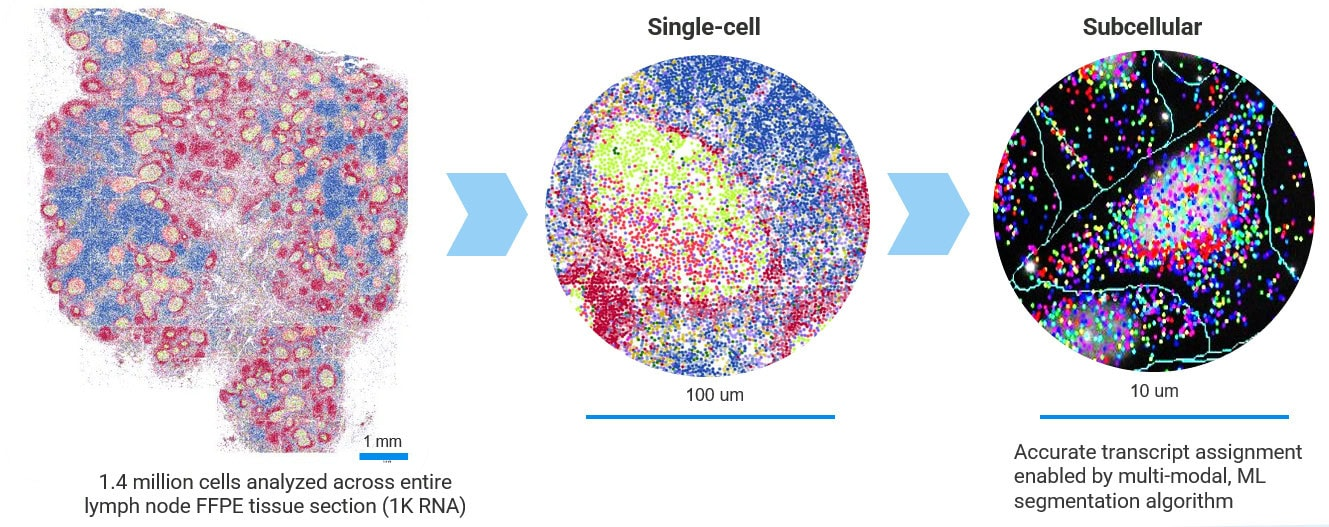 Single-cell
Subcellular
1 mm
100 um
10 um
1.4 million cells analyzed across entire
lymph node FFPE tissue section (1K RNA)
Accurate transcript assignment
enabled by multi-modal, ML
segmentation algorithm